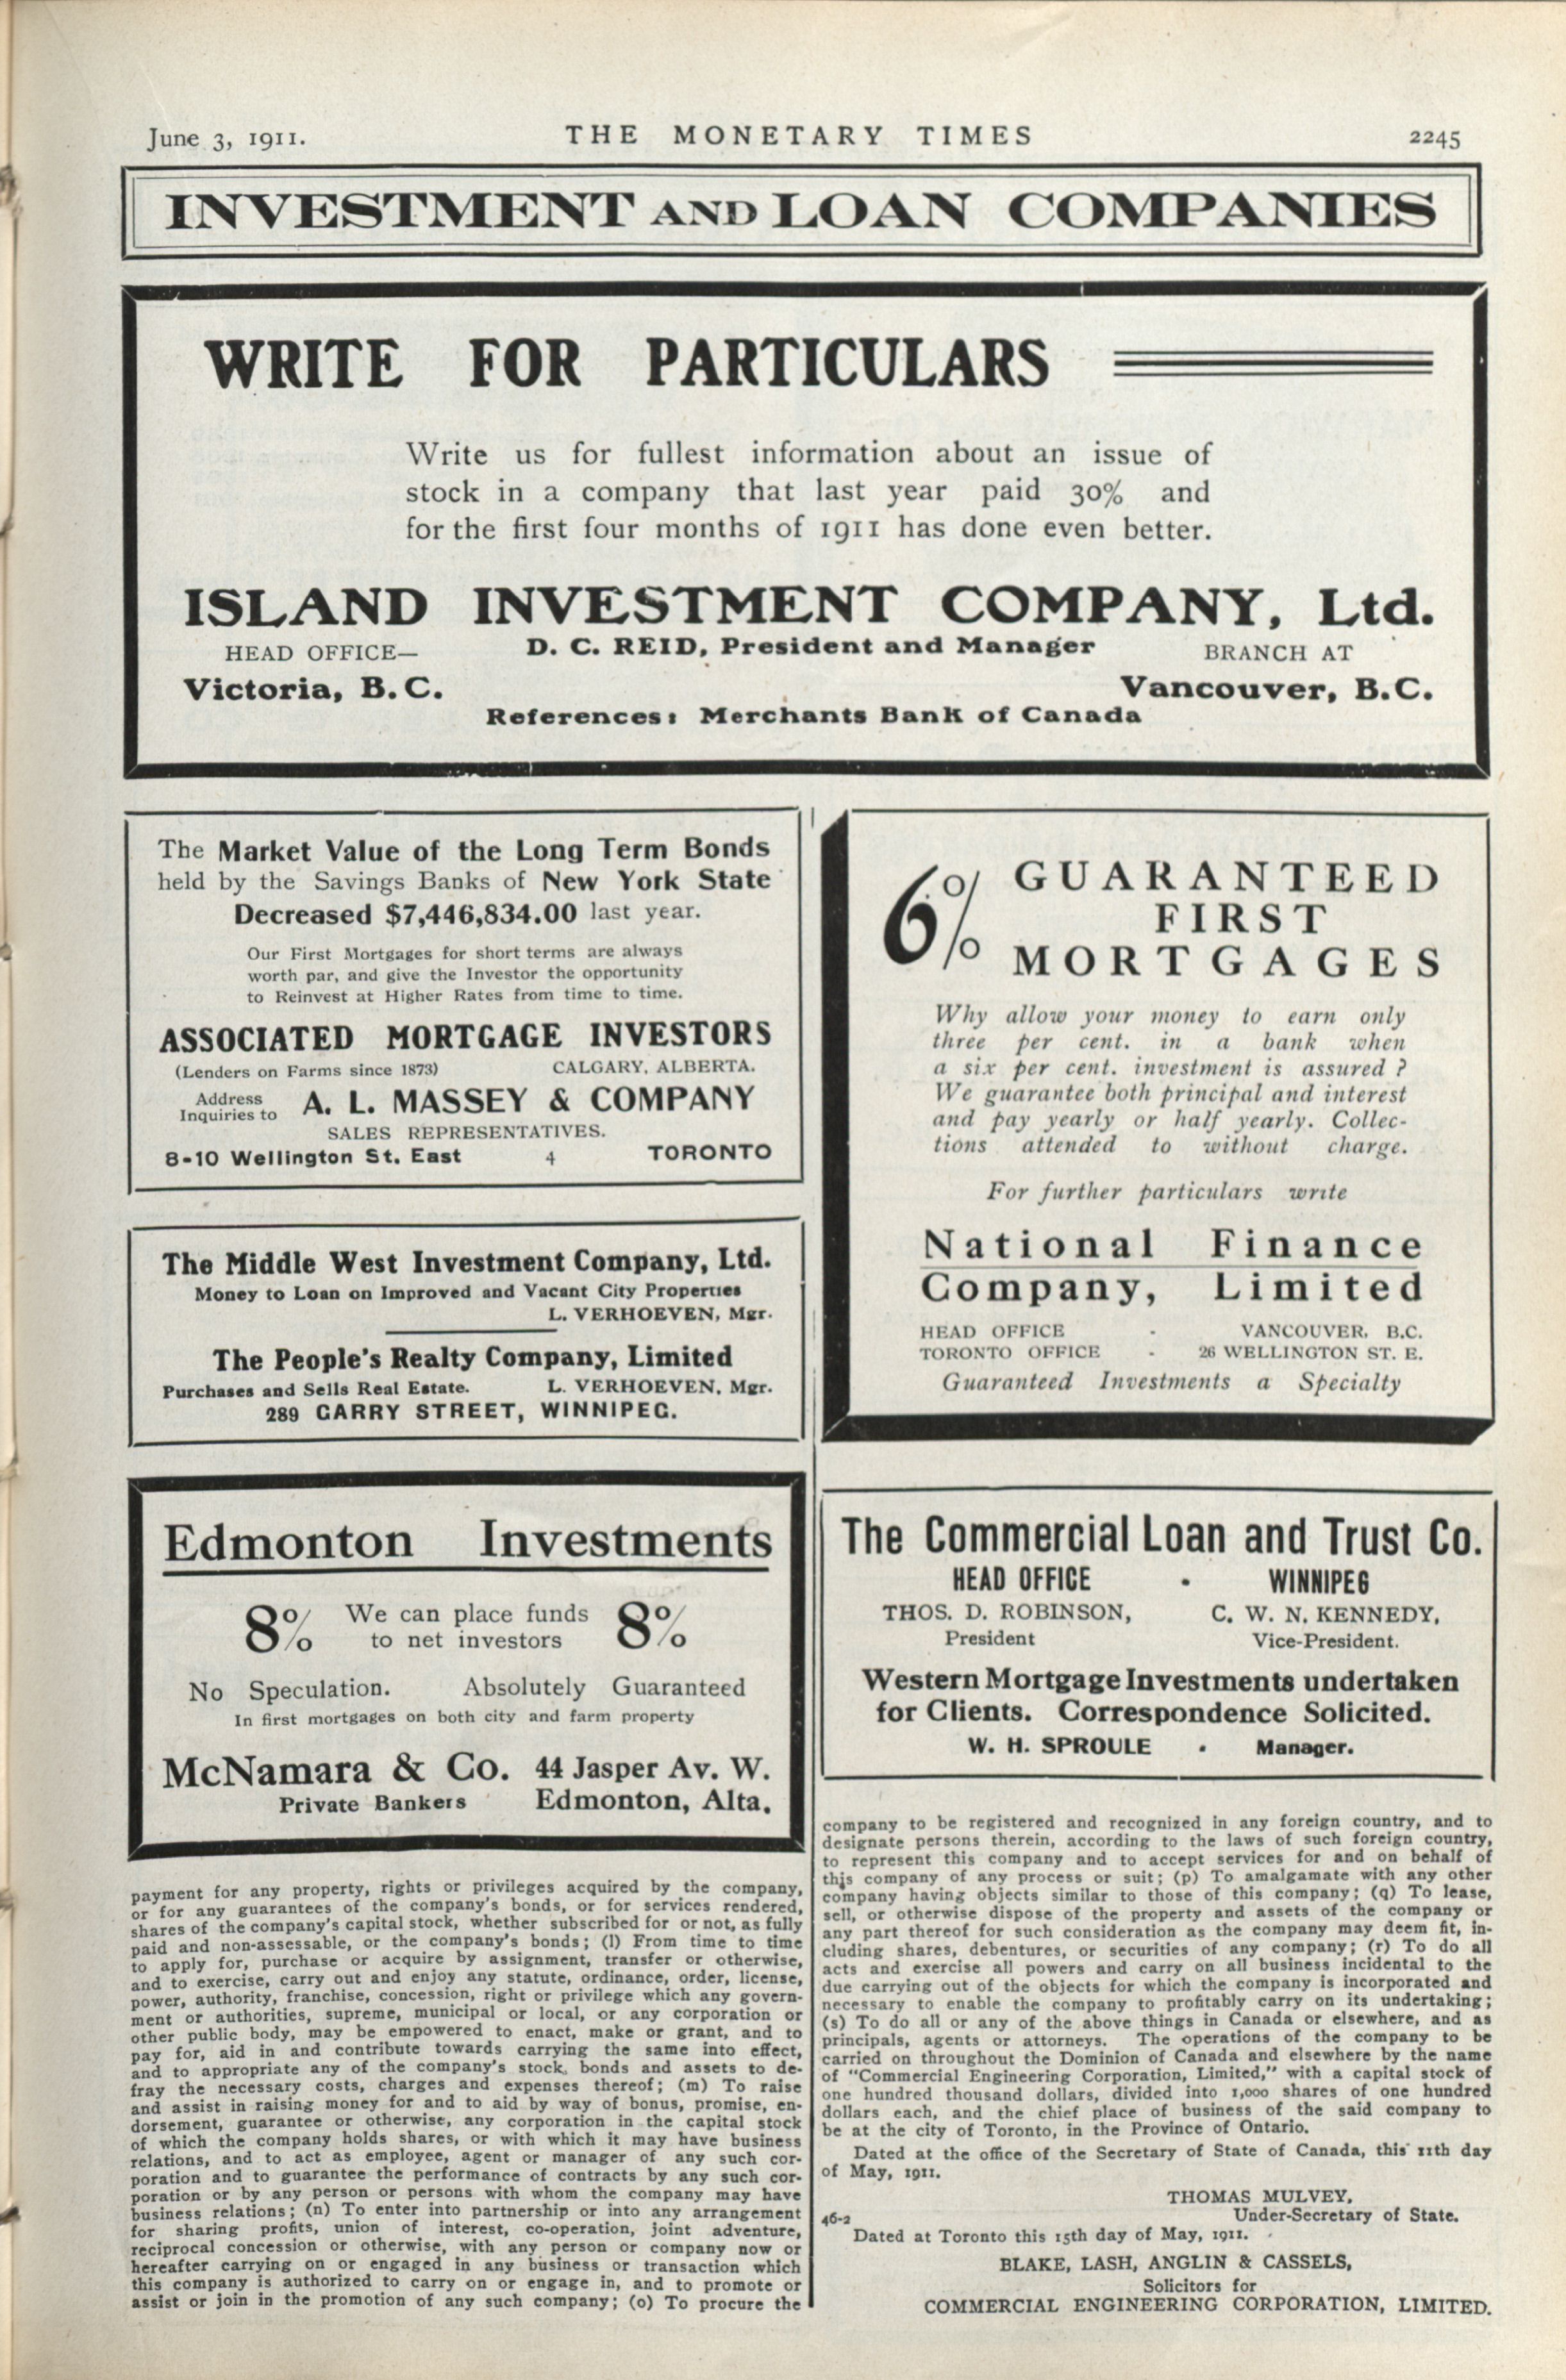 June 3, 1911.
THE MONETARY TIMES
2245
INVESTMENT AND LOAN COMPANIES
WRITE FOR PARTICULARS
Write us for fullest information about an issue of
stock in a company that last year paid 30% and
for the first four months of 1911 has done even better.
ISLAND INVESTMENT COMPANY, Ltd.
HEAD OFFICE—
D. C. REID, President and Manager
BRANCH AT
Victoria, B.C.
Vancouver, B.C.
References: Merchants Bank of Canada
The Market Value of the Long Term Bonds
held by the Savings Banks of New York State
Decreased $7,446,834.00 last year.
Our First Mortgages for short terms are always
worth par, and give the Investor the opportunity
to Reinvest at Higher Rates from time to time.
ASSOCIATED MORTGAGE INVESTORS
(Lenders on Farms since 1873) CALGARY, ALBERTA.
Address
Inquiries to A. L. MASSEY & COMPANY
SALES REPRESENTATIVES.
8-10 Wellington St. East 4 TORONTO
The Middle West Investment Company, Ltd.
Money to Loan on Improved and Vacant City Properties
L. VERHOEVEN, Mgr.
The People's Realty Company, Limited
Purchases and Sells Real Estate. L. VERHOEVEN, Mgr.
289 GARRY STREET, WINNIPEG.
Edmonton Investments
8% We can place funds 8%
to net investors
No Speculation. Absolutely Guaranteed
In first mortgages on both city and farm property
McNamara & Co. 44 Jasper Av. W.
Private Bankers Edmonton, Alta.
payment for any property, rights or privileges acquired by the company,
or for any guarantees of the company's bonds, or for services rendered,
shares of the company's capital stock, whether subscribed for or not, as fully
paid and non-assessable, or the company's bonds; (l) From time to time
to apply for, purchase or acquire by assignment, transfer or otherwise,
and to exercise, carry out and enjoy any statute, ordinance, order, license,
power, authority, franchise, concession, right or privilege which any govern-
ment or authorities, supreme, municipal or local, or any corporation or
other public body, may be empowered to enact, make or grant, and to
pay for, aid in and contribute towards carrying the same into effect,
and to appropriate any of the company's stock, bonds and assets to de-
fray the necessary costs, charges and expenses thereof; (m) To raise
and assist in raising money for and to aid by way of bonus, promise, en-
dorsement, guarantee or otherwise, any corporation in the capital stock
of which the company holds shares, or with which it may have business
relations, and to act as employee, agent or manager of any such cor-
poration and to guarantee the performance of contracts by any such cor-
poration or by any person or persons with whom the company may have
business relations; (n) To enter into partnership or into any arrangement
for sharing profits, union of interest, co-operation, joint adventure,
reciprocal concession or otherwise, with any person or company now or
hereafter carrying on or engaged in any business or transaction which
this company is authorized to carry on or engage in, and to promote or
assist or join in the promotion of any such company; (o) To procure the
6% GUARANTEED
FIRST
MORTGAGES
Why allow your money to earn only
three per cent. in a bank when
a six per cent. investment is assured?
We guarantee both principal and interest
and pay yearly or half yearly. Collec-
tions attended to without charge.
For further particulars write
National Finance
Company, Limited
HEAD OFFICE - VANCOUVER, B.C.
TORONTO OFFICE - 26 WELLINGTON ST. E.
Guaranteed Investments a Specialty
The Commercial Loan and Trust Co.
HEAD OFFICE - WINNIPEG
THOS. D. ROBINSON, C. W. N. KENNEDY,
President Vice-President.
Western Mortgage Investments undertaken
for Clients. Correspondence Solicited.
W. H. SPROULE - Manager.
company to be registered and recognized in any foreign country, and to
designate persons therein, according to the laws of such foreign country,
to represent this company and to accept services for and on behalf of
this company of any process or suit; (p) To amalgamate with any other
company having objects similar to those of this company; (q) To lease,
sell, or otherwise dispose of the property and assets of the company or
any part thereof for such consideration as the company may deem fit, in-
cluding shares, debentures, or securities of any company; (r) To do all
acts and exercise all powers and carry on all business incidental to the
due carrying out of the objects for which the company is incorporated and
necessary to enable the company to profitably carry on its undertaking;
(s) To do all or any of the above things in Canada or elsewhere, and as
principals, agents or attorneys. The operations of the company to be
carried on throughout the Dominion of Canada and elsewhere by the name
of "Commercial Engineering Corporation, Limited," with a capital stock of
one hundred thousand dollars, divided into 1,000 shares of one hundred
dollars each, and the chief place of business of the said company to
be at the city of Toronto, in the Province of Ontario.
Dated at the office of the Secretary of State of Canada, this 11th day
of May, 1911.
THOMAS MULVEY,
46-2 Under-Secretary of State.
Dated at Toronto this 15th day of May, 1911.
BLAKE, LASH, ANGLIN & CASSELS,
Solicitors for
COMMERCIAL ENGINEERING CORPORATION, LIMITED.